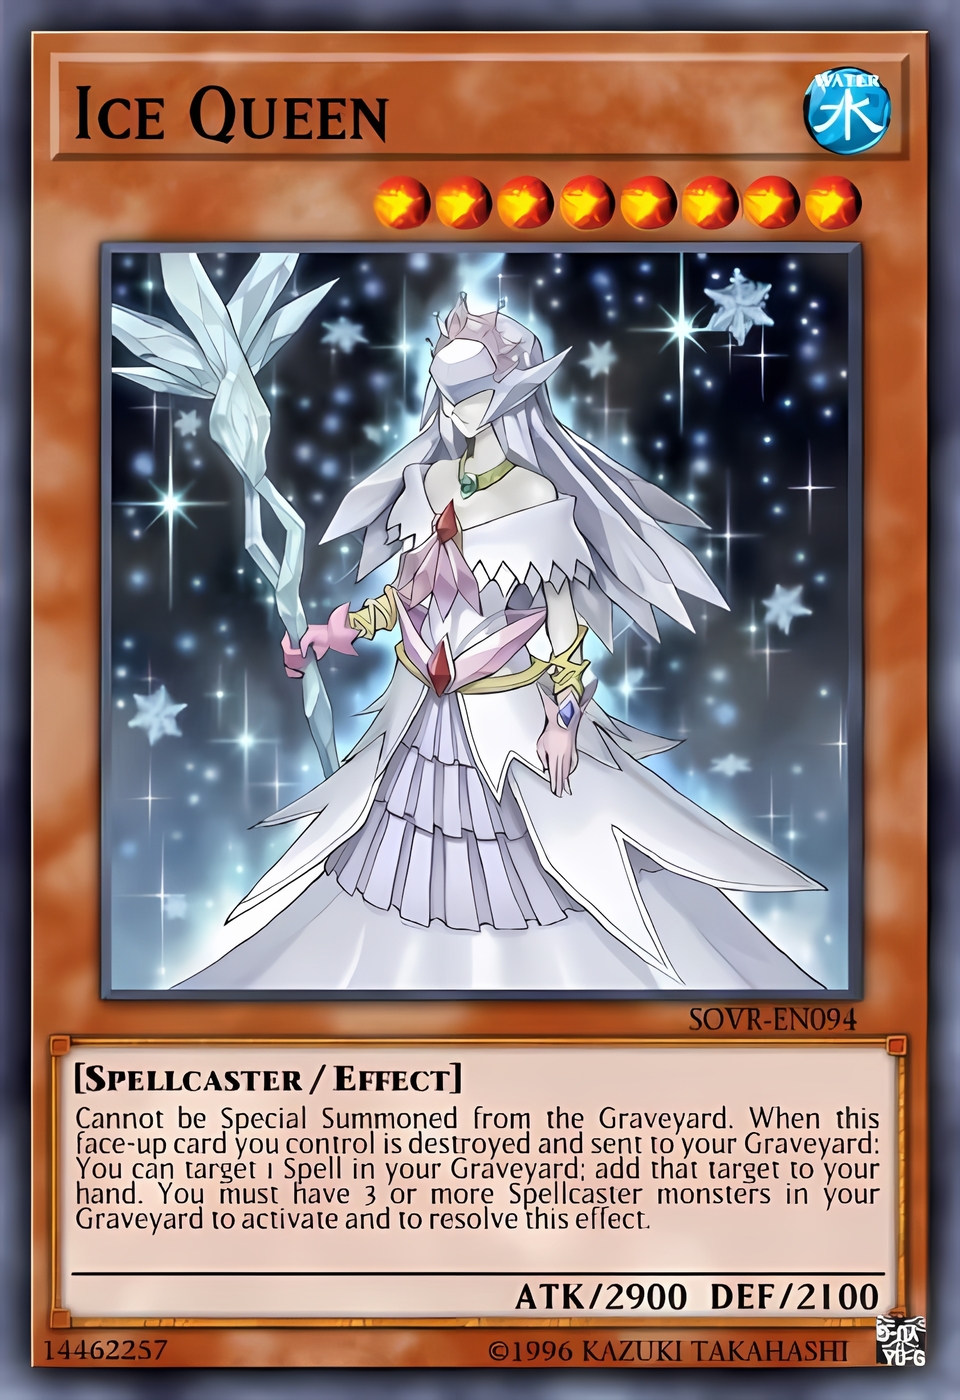 Ice Queen
WATER
水
SOVR-EN094
[Spellcaster / Effect]
Cannot be Special Summoned from the Graveyard. When this
face-up card you control is destroyed and sent to your Graveyard:
You can target 1 Spell in your Graveyard; add that target to your
hand. You must have 3 or more Spellcaster monsters in your
Graveyard to activate and to resolve this effect.
ATK/2900 DEF/2100
14462257
©1996 KAZUKI TAKAHASHI